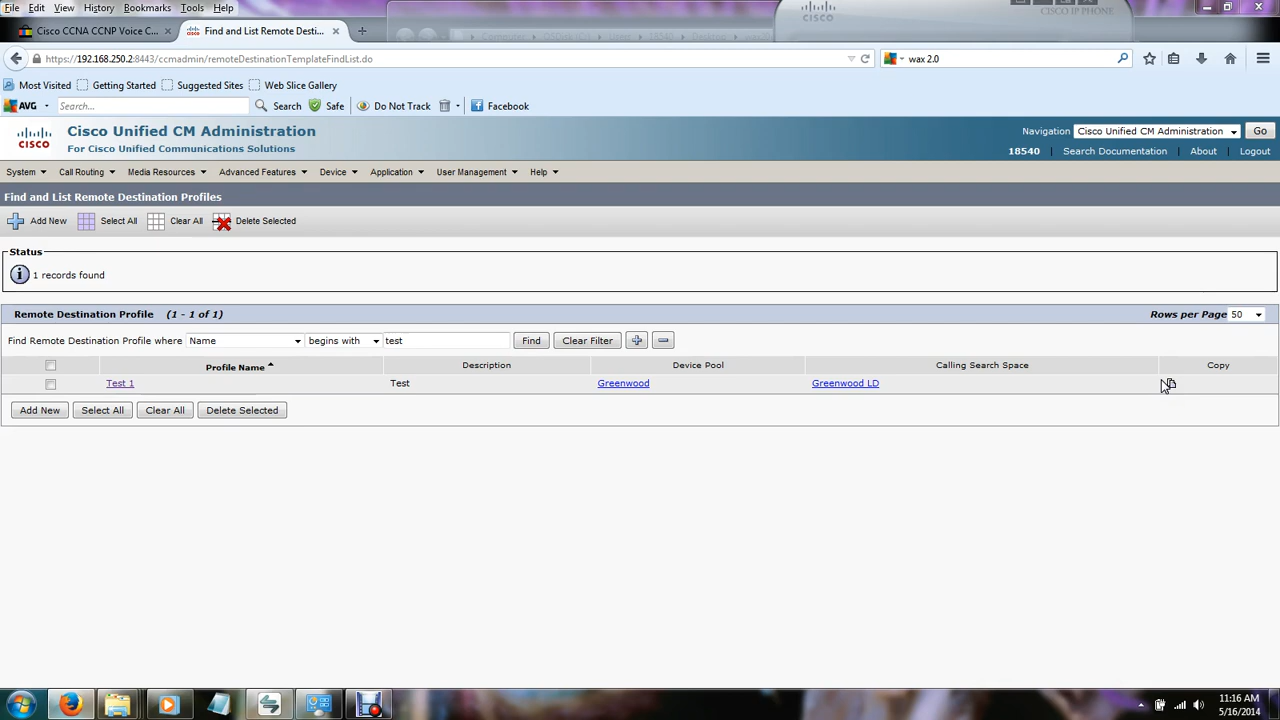 File Edit View History Bookmarks Tools Help
CISCO CISCO IP PHONE
Cisco CCNA CCNP Voice C... × Find and List Remote Desti... × +
https://192.168.250.2:8443/ccmadmin/remoteDestinationTemplateFindList.do wax 2.0
Most Visited Getting Started Suggested Sites Web Slice Gallery
AVG Search... Search Safe Do Not Track Facebook
CISCO Cisco Unified CM Administration Navigation Cisco Unified CM Administration Go
For Cisco Unified Communications Solutions 18540 Search Documentation About Logout
System Call Routing Media Resources Advanced Features Device Application User Management Help
Find and List Remote Destination Profiles
Add New Select All Clear All Delete Selected
Status
1 records found
Remote Destination Profile (1 - 1 of 1) Rows per Page 50
Find Remote Destination Profile where Name begins with test Find Clear Filter
Profile Name Description Device Pool Calling Search Space Copy
Test 1 Test Greenwood Greenwood LD
Add New Select All Clear All Delete Selected
11:16 AM
5/16/2014